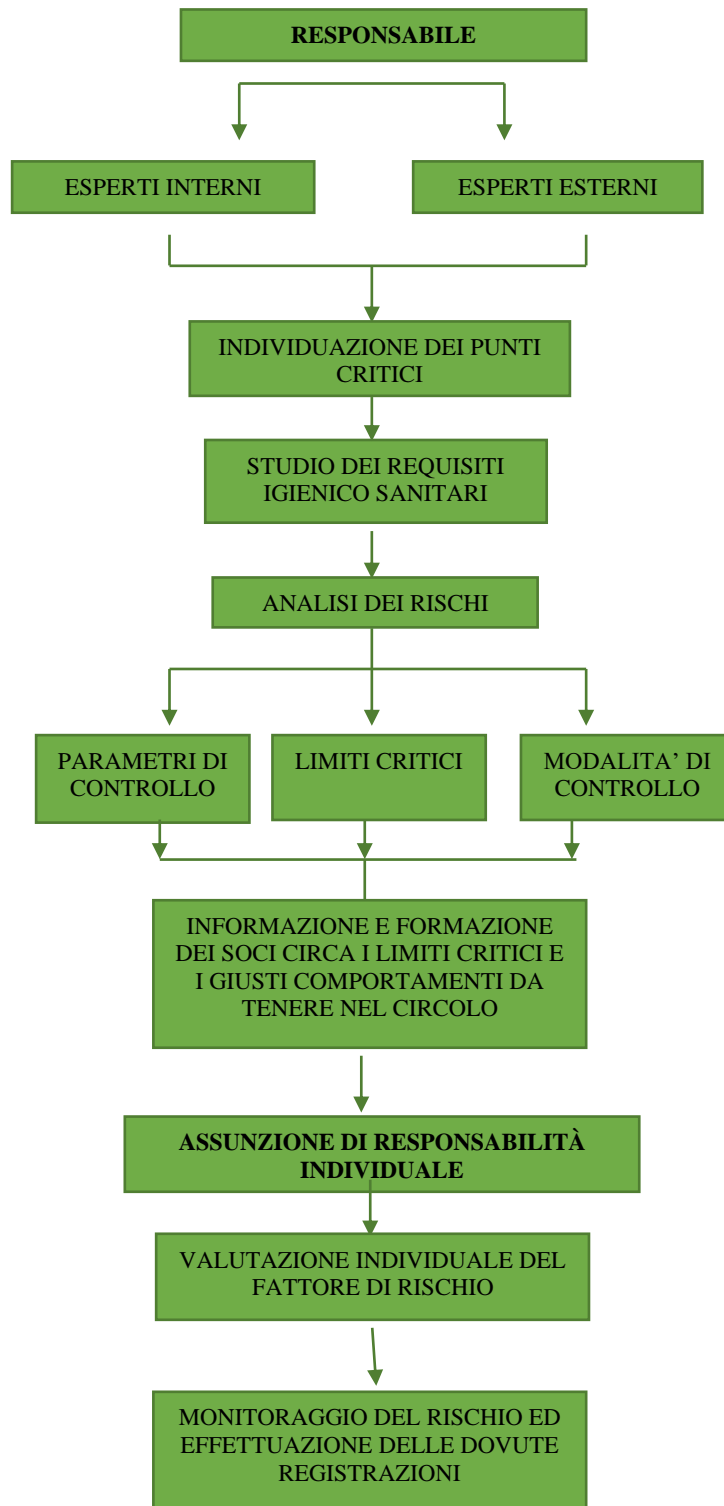 RESPONSABILE
ESPERTI INTERNI
ESPERTI ESTERNI
INDIVIDUAZIONE DEI PUNTI
CRITICI
STUDIO DEI REQUISITI
IGIENICO SANITARI
ANALISI DEI RISCHI
PARAMETRI DI
CONTROLLO
LIMITI CRITICI
MODALITA’ DI
CONTROLLO
INFORMAZIONE E FORMAZIONE
DEI SOCI CIRCA I LIMITI CRITICI E
I GIUSTI COMPORTAMENTI DA
TENERE NEL CIRCOLO
ASSUNZIONE DI RESPONSABILITÀ
INDIVIDUALE
VALUTAZIONE INDIVIDUALE DEL
FATTORE DI RISCHIO
MONITORAGGIO DEL RISCHIO ED
EFFETTUAZIONE DELLE DOVUTE
REGISTRAZIONI